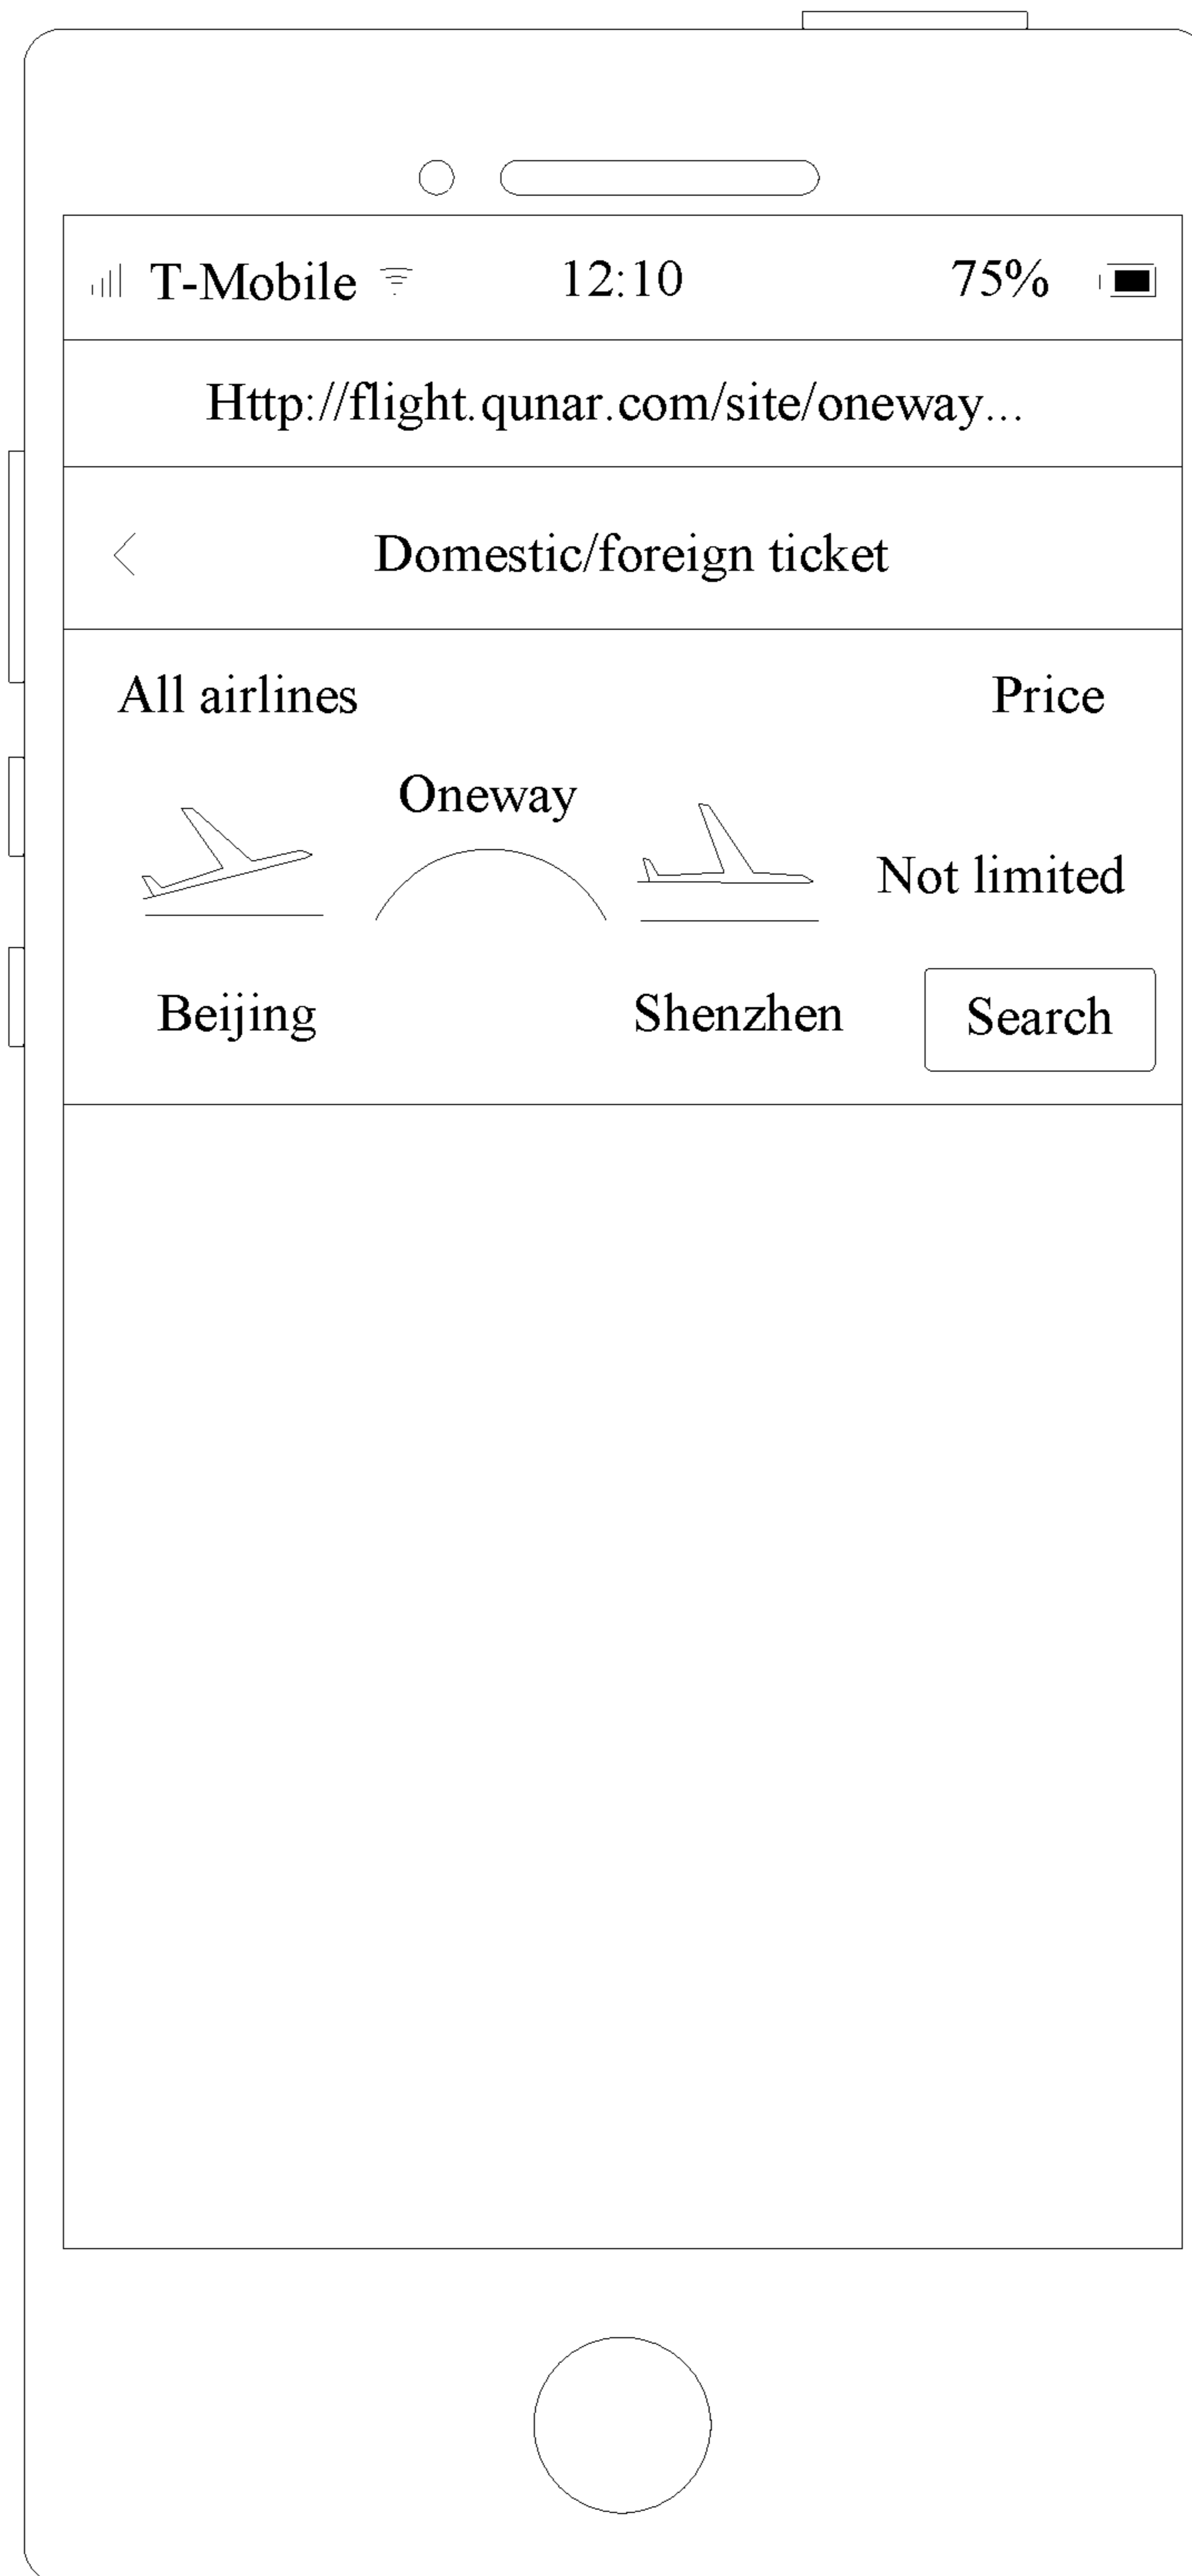 T-Mobile 12:10 75%
Http://flight.qunar.com/site/oneway...
Domestic/foreign ticket
All airlines Price
Oneway
Not limited
Beijing Shenzhen Search